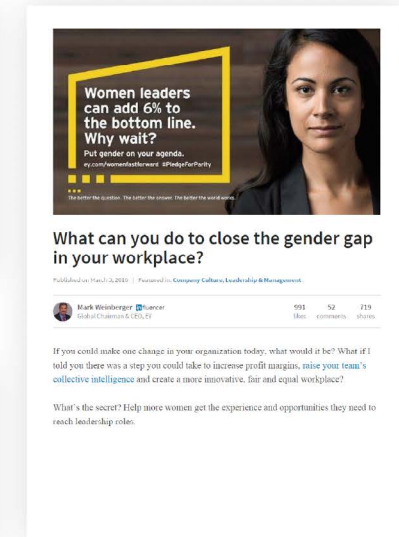 Women leaders
can add 6% to
the bottom line.
Why wait?
Put gender on your agenda.
ey.com/womenfastforward #PledgeForParity
The better the question. The better the answer. The better the world works.
What can you do to close the gender gap
in your workplace?
Published on March 3, 2016 | Featured in: Company Culture, Leadership & Management
Mark Weinberger Influencer
Global Chairman & CEO, EY
991 52 719
likes comments shares
If you could make one change in your organization today, what would it be? What if I
told you there was a step you could take to increase profit margins, raise your team's
collective intelligence and create a more innovative, fair and equal workplace?
What's the secret? Help more women get the experience and opportunities they need to
reach leadership roles.